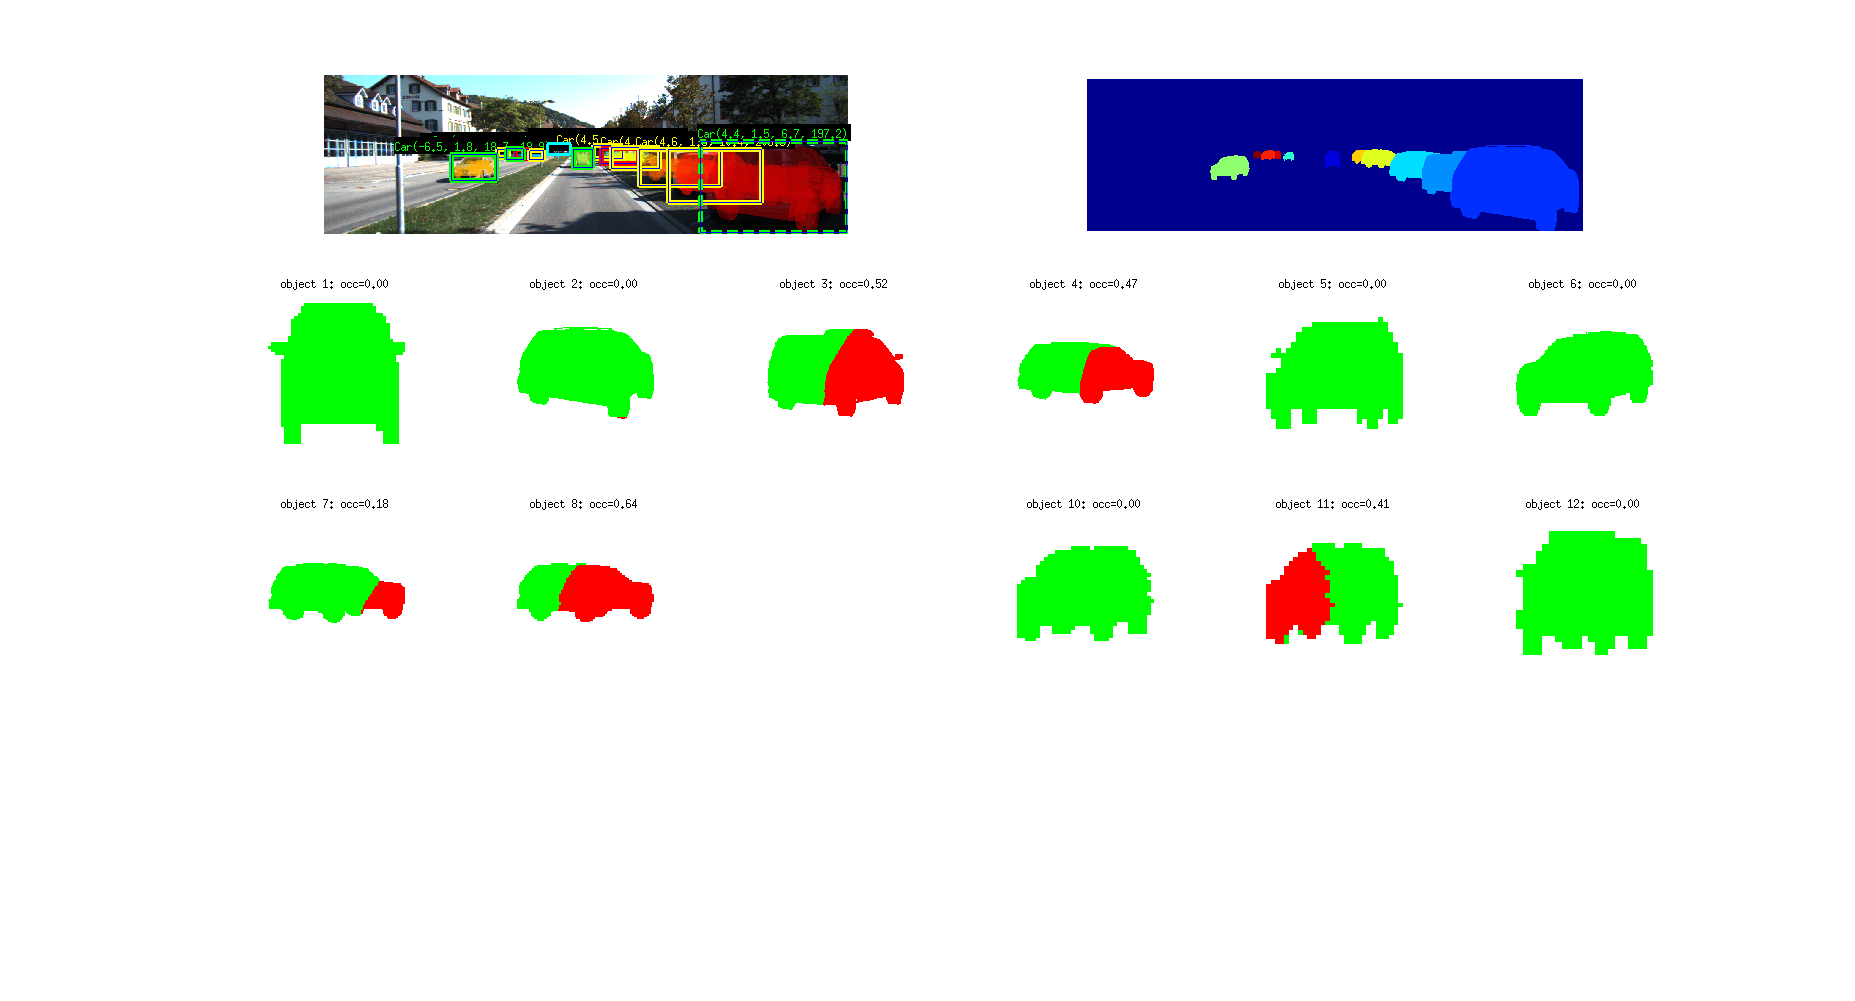 Car(4.4, 1.5, 6.7, 197.2)
Car(4.5
Car(4.
Car(4.6, 1.
Car(-6.5, 1.8, 18.7,
object 1: occ=0.00
object 2: occ=0.00
object 3: occ=0.52
object 4: occ=0.47
object 5: occ=0.00
object 6: occ=0.00
object 7: occ=0.18
object 8: occ=0.64
object 10: occ=0.00
object 11: occ=0.41
object 12: occ=0.00